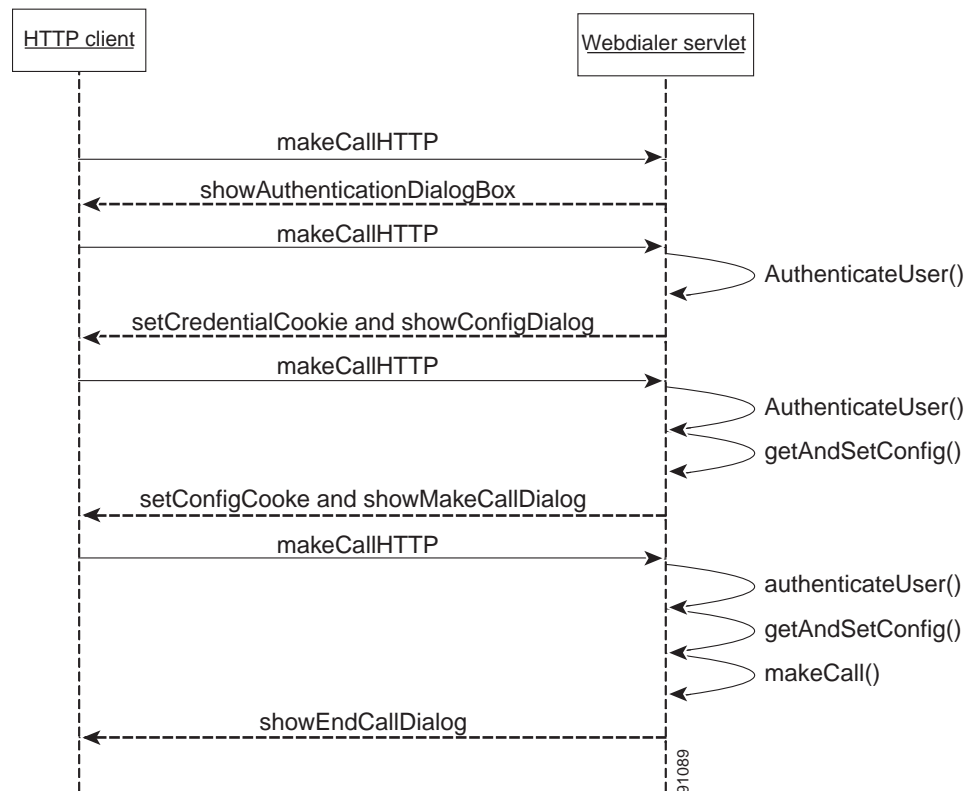 HTTP client
Webdialer servlet
makeCallHTTP
showAuthenticationDialogBox
makeCallHTTP
AuthenticateUser()
setCredentialCookie and showConfigDialog
makeCallHTTP
AuthenticateUser()
getAndSetConfig()
setConfigCooke and showMakeCallDialog
makeCallHTTP
authenticateUser()
getAndSetConfig()
makeCall()
showEndCallDialog
91089